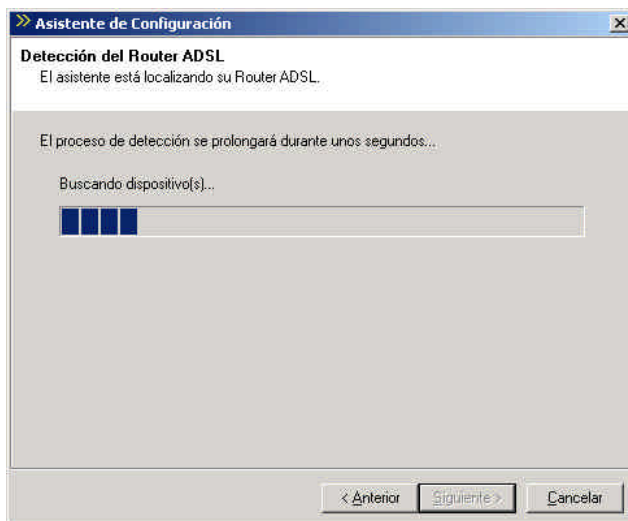 Asistente de Configuración
Detección del Router ADSL
El asistente está localizando su Router ADSL.
El proceso de detección se prolongará durante unos segundos...
Buscando dispositivo(s)...
< Anterior Siguiente > Cancelar